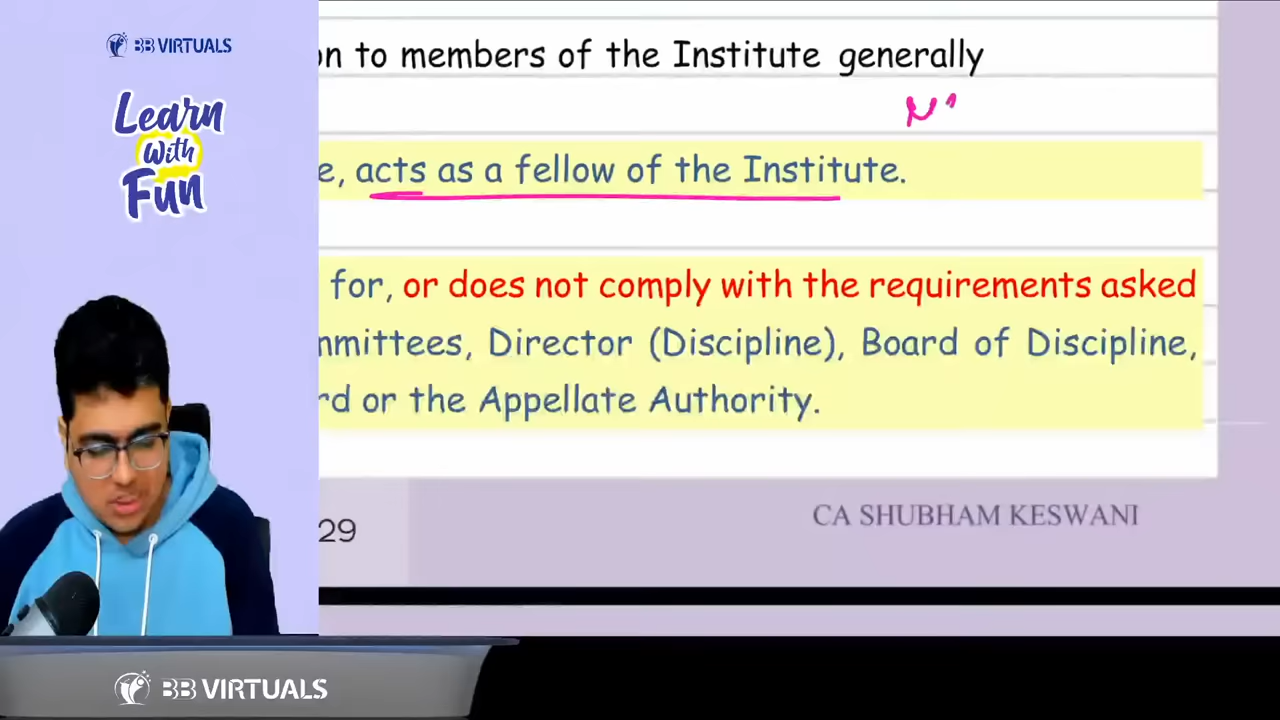 BB VIRTUALS
Learn
With
Fun
on to members of the Institute generally
e, acts as a fellow of the Institute.
for, or does not comply with the requirements asked
mmittees, Director (Discipline), Board of Discipline,
rd or the Appellate Authority.
29
CA SHUBHAM KESWANI
BB VIRTUALS